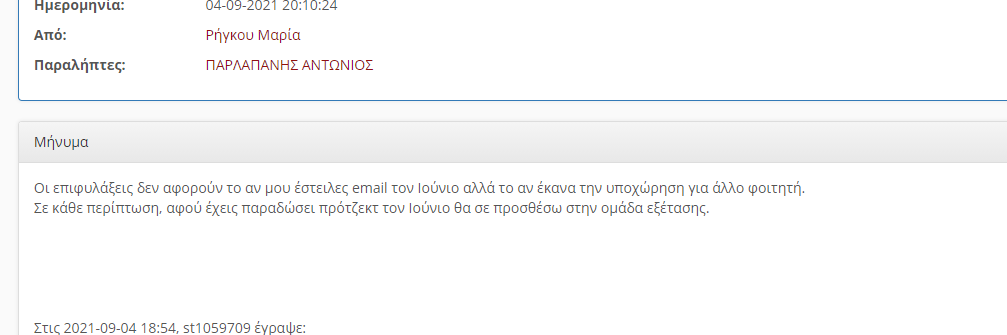 Ημερομηνία: 04-09-2021 20:10:24
Από: Ρήγκου Μαρία
Παραλήπτες: ΠΑΡΛΑΠΑΝΗΣ ΑΝΤΩΝΙΟΣ
Μήνυμα
Οι επιφυλάξεις δεν αφορούν το αν μου έστειλες email τον Ιούνιο αλλά το αν έκανα την υποχώρηση για άλλο φοιτητή.
Σε κάθε περίπτωση, αφού έχεις παραδώσει πρότζεκτ τον Ιούνιο θα σε προσθέσω στην ομάδα εξέτασης.
Στις 2021-09-04 18:54, st1059709 έγραψε: